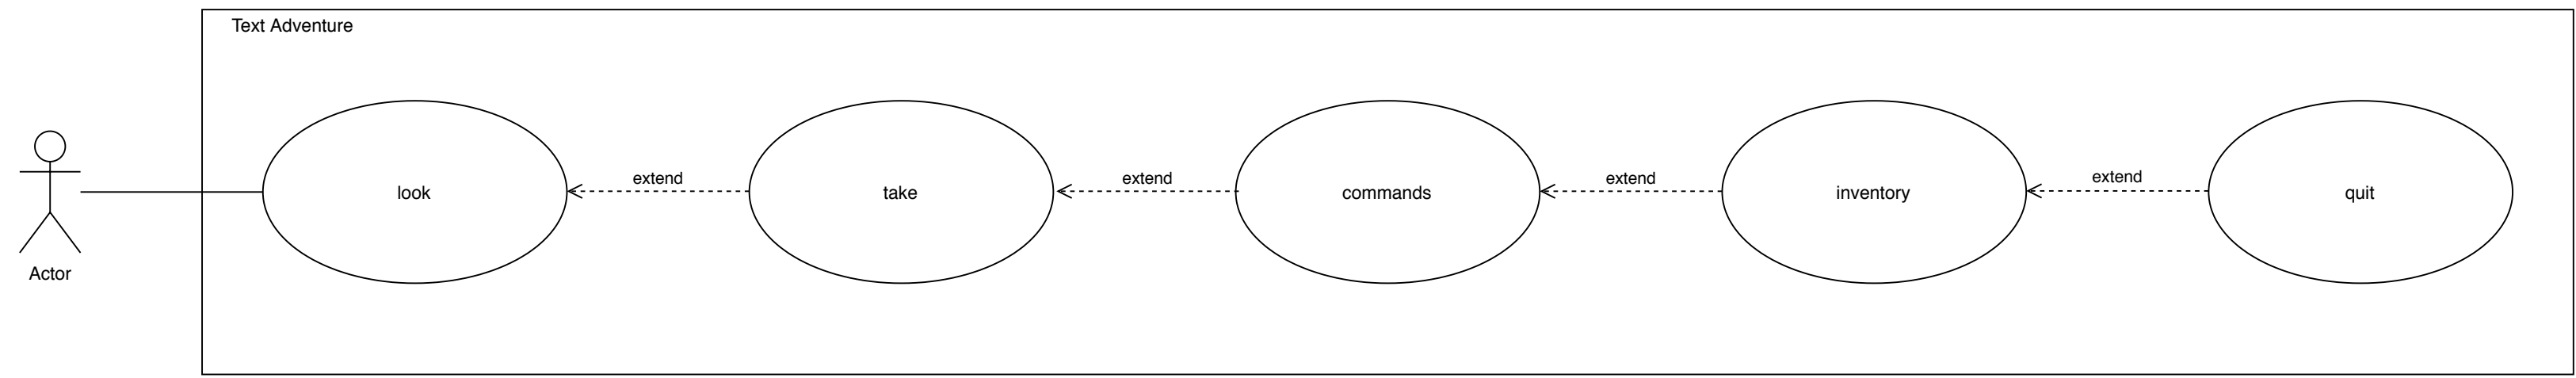 Text Adventure
look
extend
take
extend
commands
extend
inventory
extend
quit
Actor